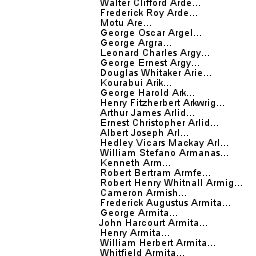 Walter Clifford Arde...
Frederick Roy Arde...
Motu Are...
George Oscar Argel...
George Argra...
Leonard Charles Argy...
George Ernest Argy...
Douglas Whitaker Arie...
Kourabui Arik...
George Harold Ark...
Henry Fitzherbert Arkwrig...
Arthur James Arlid...
Ernest Christopher Arlid...
Albert Joseph Arl...
Hedley Vicars Mackay Arl...
William Stefano Armanas...
Kenneth Arm...
Robert Bertram Armfe...
Robert Henry Whitnall Armig...
Cameron Armish...
Frederick Augustus Armita...
George Armita...
John Harcourt Armita...
Henry Armita...
William Herbert Armita...
Whitfield Armita...